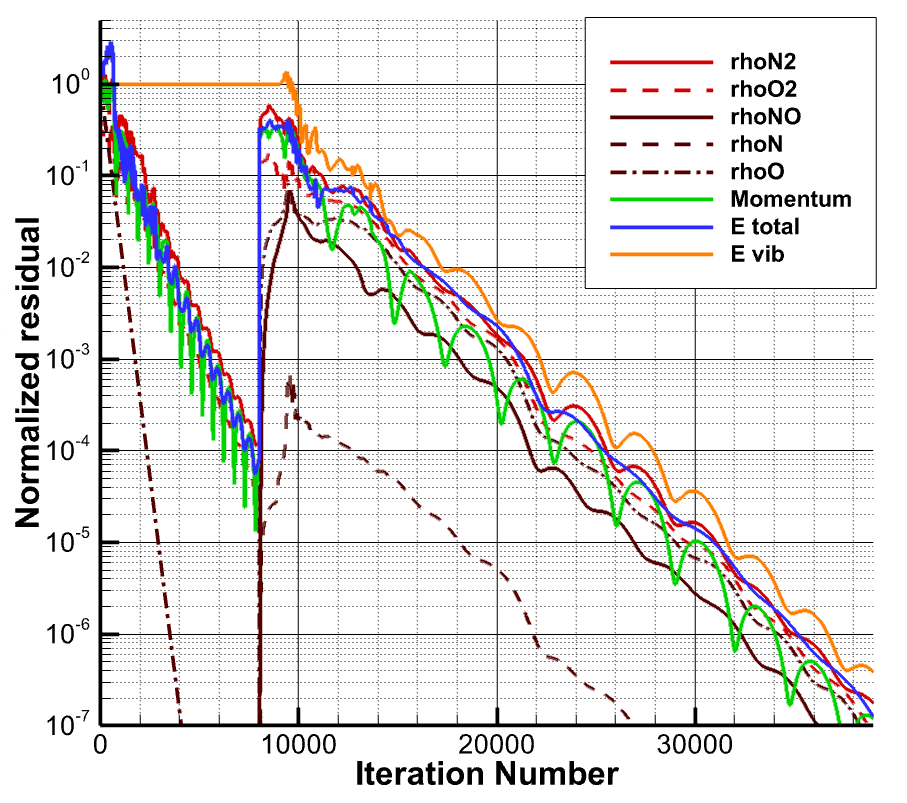 rhoN2
rhoO2
rhoNO
rhoN
rhoO
Momentum
E total
E vib
Normalized residual
10^0
10^-1
10^-2
10^-3
10^-4
10^-5
10^-6
10^-7
0 10000 20000 30000
Iteration Number